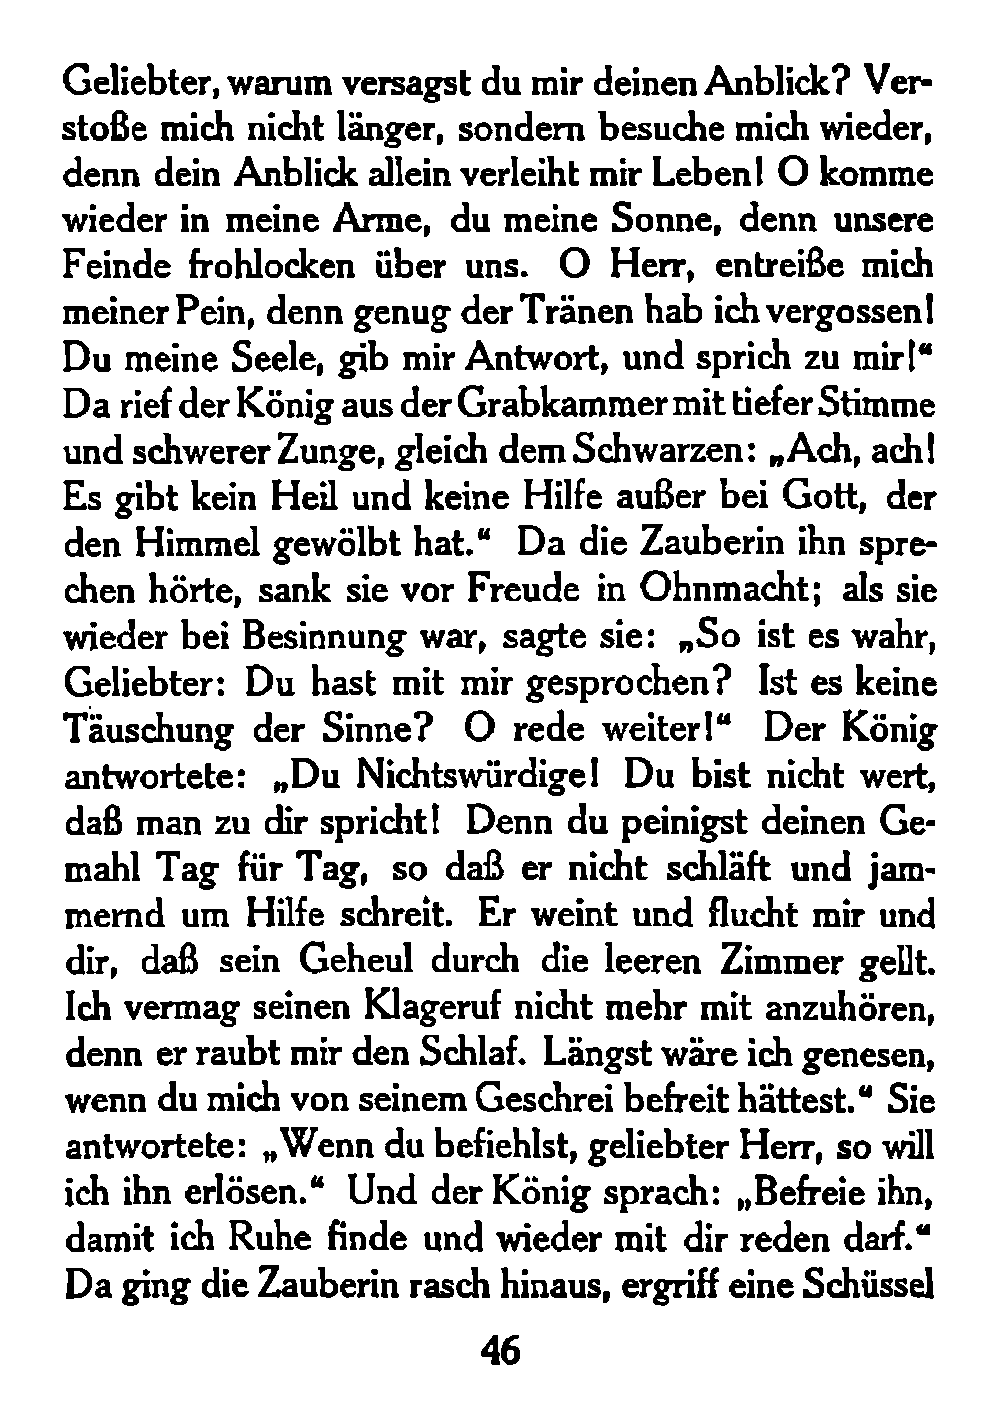 Geliebter, warum versagst du mir deinen Anblick? Ver-
stoße mich nicht länger, sondern besuche mich wieder,
denn dein Anblick allein verleiht mir Leben! O komme
wieder in meine Arme, du meine Sonne, denn unsere
Feinde frohlocken über uns. O Herr, entreiße mich
meiner Pein, denn genug der Tränen hab ich vergossen!
Du meine Seele, gib mir Antwort, und sprich zu mir!“
Da rief der König aus der Grabkammer mit tiefer Stimme
und schwerer Zunge, gleich dem Schwarzen: „Ach, ach!
Es gibt kein Heil und keine Hilfe außer bei Gott, der
den Himmel gewölbt hat.“ Da die Zauberin ihn spre-
chen hörte, sank sie vor Freude in Ohnmacht; als sie
wieder bei Besinnung war, sagte sie: „So ist es wahr,
Geliebter: Du hast mit mir gesprochen? Ist es keine
Täuschung der Sinne? O rede weiter!“ Der König
antwortete: „Du Nichtswürdige! Du bist nicht wert,
daß man zu dir spricht! Denn du peinigst deinen Ge-
mahl Tag für Tag, so daß er nicht schläft und jam-
mernd um Hilfe schreit. Er weint und flucht mir und
dir, daß sein Geheul durch die leeren Zimmer gellt.
Ich vermag seinen Klageruf nicht mehr mit anzuhören,
denn er raubt mir den Schlaf. Längst wäre ich genesen,
wenn du mich von seinem Geschrei befreit hättest.“ Sie
antwortete: „Wenn du befiehlst, geliebter Herr, so will
ich ihn erlösen.“ Und der König sprach: „Befreie ihn,
damit ich Ruhe finde und wieder mit dir reden darf.“
Da ging die Zauberin rasch hinaus, ergriff eine Schüssel
46